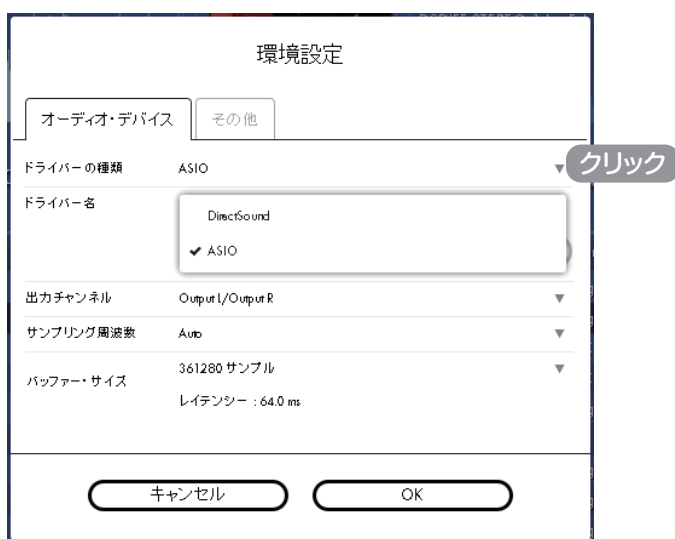 環境設定
オーディオ・デバイス その他
ドライバーの種類 ASIO ▼ クリック
ドライバー名
DirectSound
✔ ASIO
出力チャンネル Output L/Output R ▼
サンプリング周波数 Auto ▼
バッファー・サイズ 361280 サンプル ▼
レイテンシー : 64.0 ms
キャンセル OK